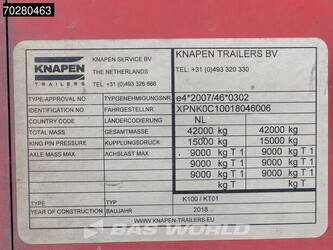 70280463
KNAPEN TRAILERS
KNAPEN SERVICE BV
THE NETHERLANDS
TEL. +31 (0)493 326 666
KNAPEN TRAILERS BV
TEL. +31 (0)493 320 330
TYPE-APPROVAL NO TYPGENEHMIGUNGSNR. e4*2007/46*0302
IDENTIFICATION NO FAHRGESTELLNR. XPNK0C10018046006
COUNTRY CODE LÄNDERCODIERUNG NL
TOTAL MASS GESAMTMASSE 42000 kg 42000 kg
KING PIN PRESSURE KUPPLUNGSDRUCK 15000 kg 15000 kg
AXLE MASS MAX ACHSLAST MAX 9000 kg T 1 9000 kg T 1
9000 kg T 1 9000 kg T 1
9000 kg T 1 9000 kg T 1
TYPE TYP K100 / KT01
YEAR OF CONSTRUCTION BAUJAHR 2018
WWW.KNAPEN-TRAILERS.EU
BAS WORLD